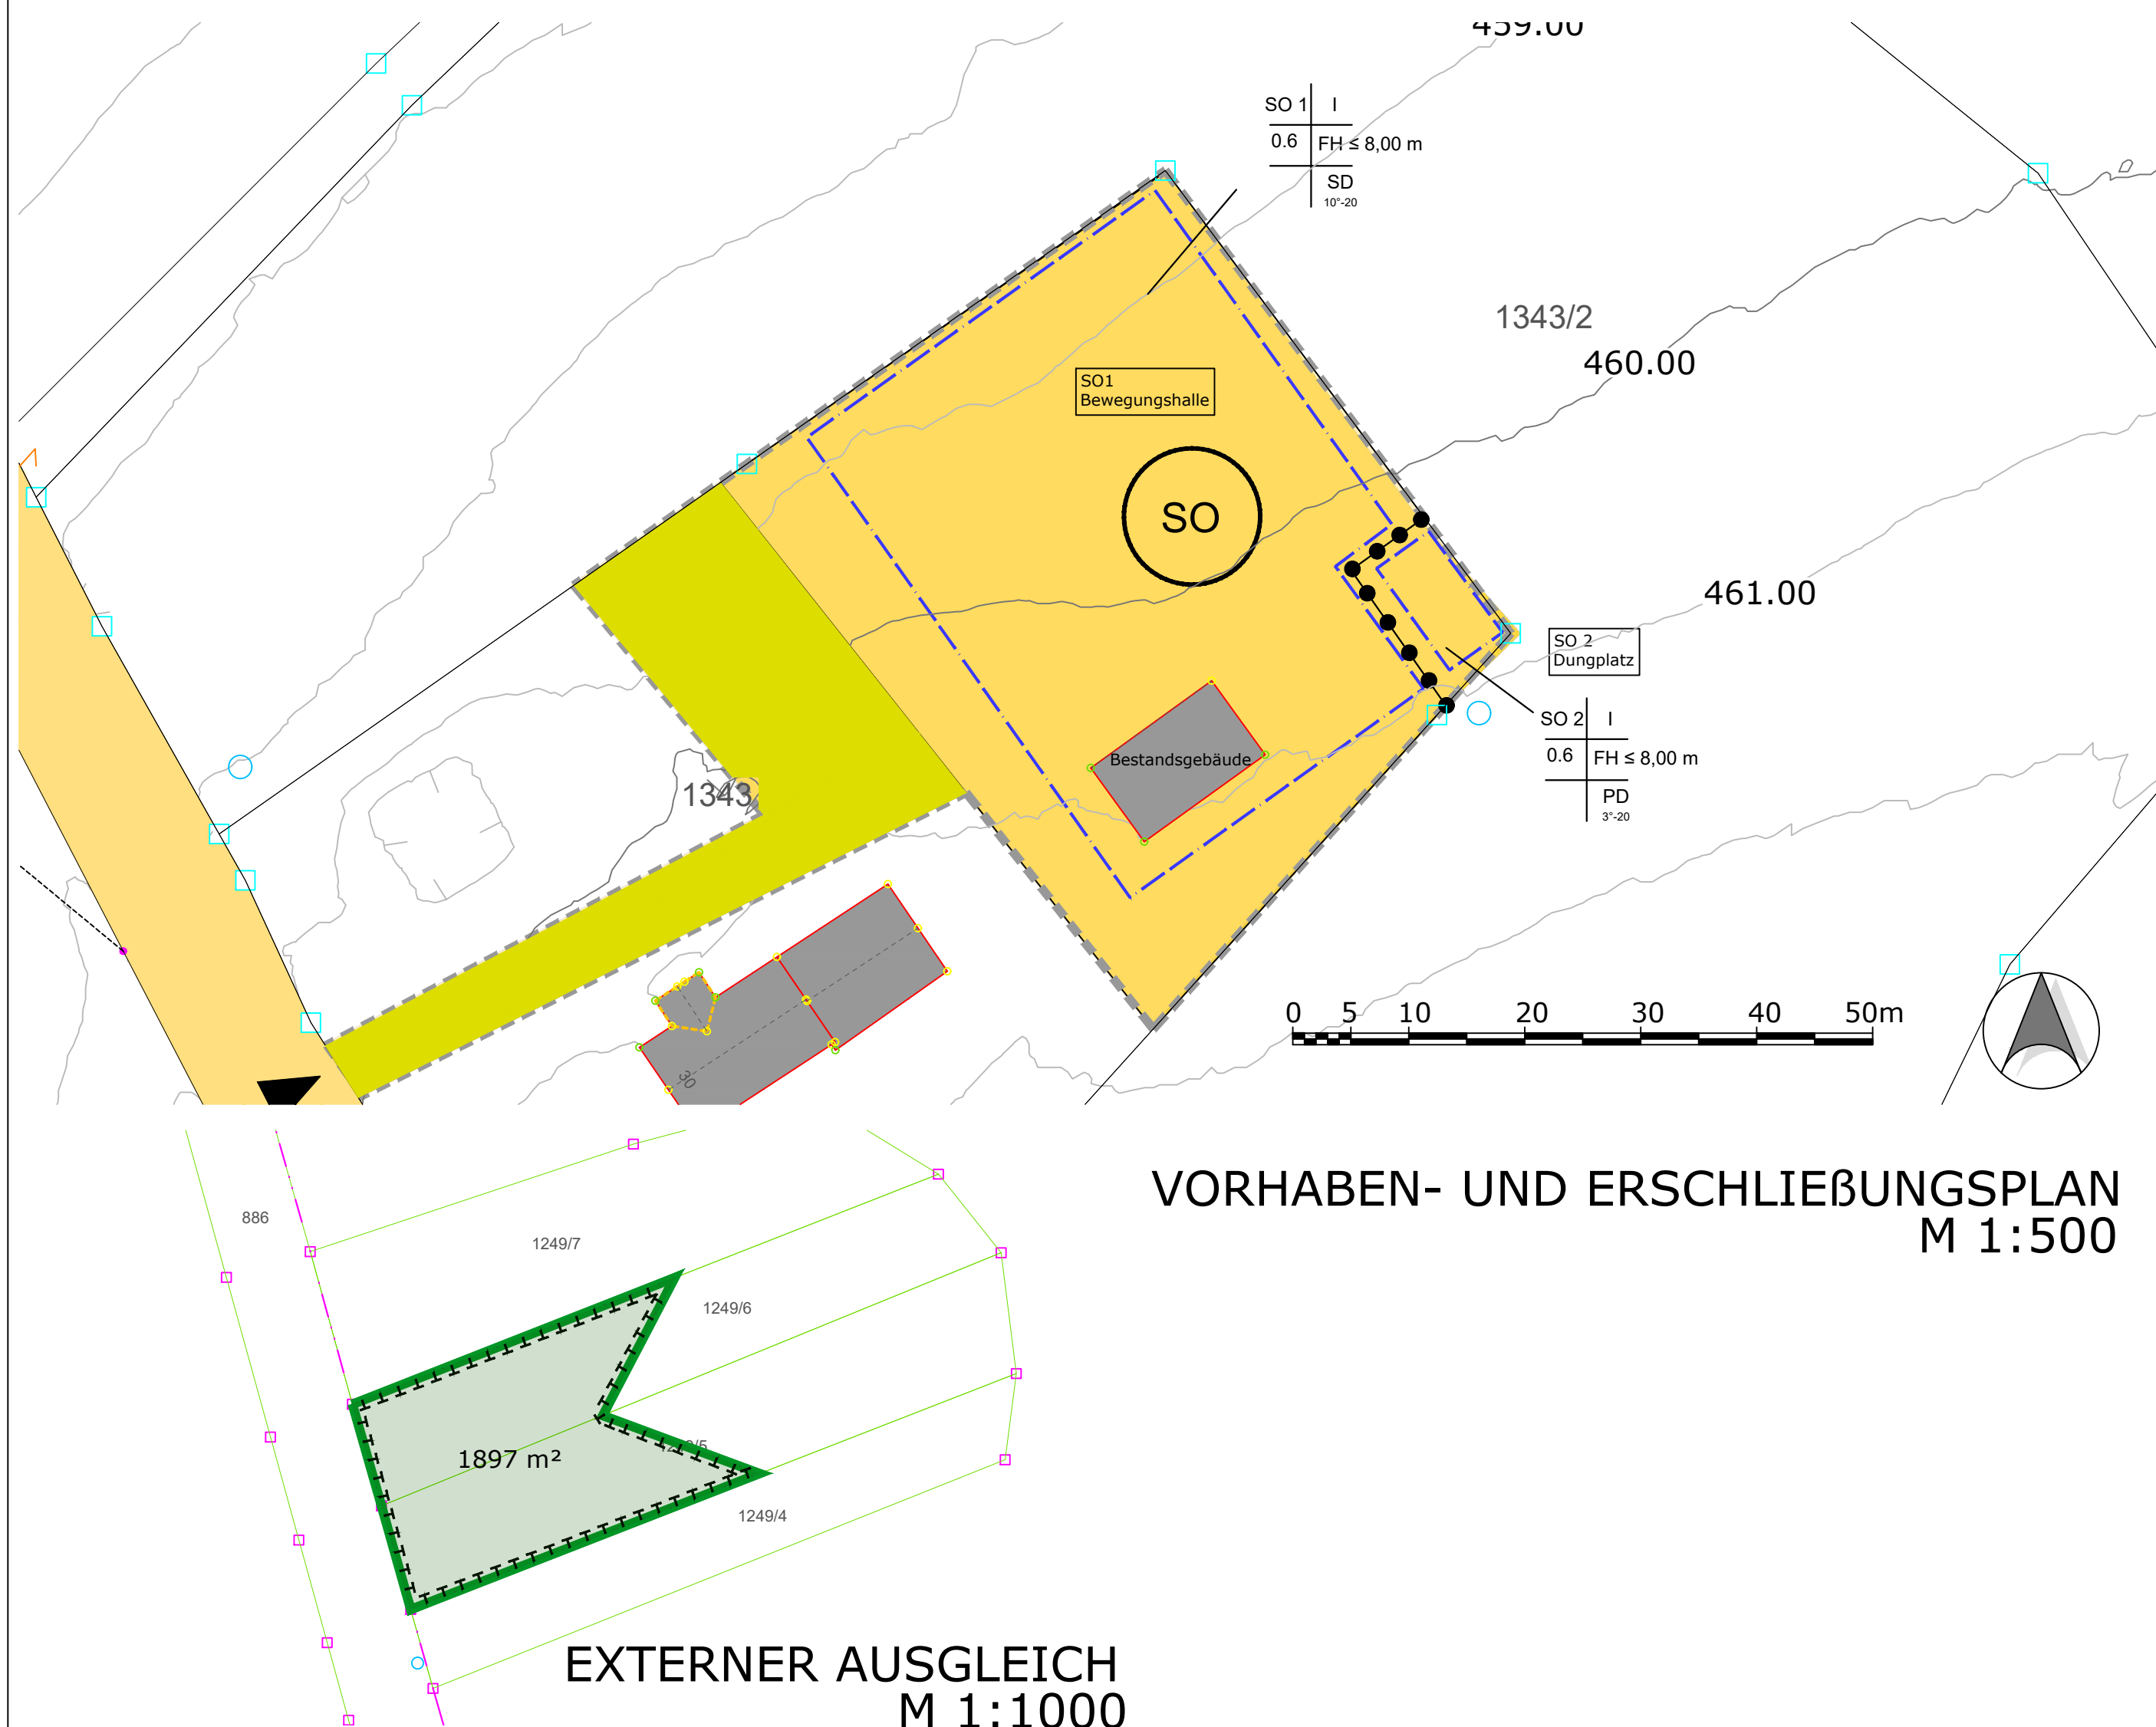 459.00
SO 1 I
0.6 FH ≤ 8,00 m
SD
10°-20
1343/2
460.00
SO1
Bewegungshalle
SO
461.00
SO 2
Dungplatz
SO 2 I
0.6 FH ≤ 8,00 m
PD
3°-20
Bestandsgebäude
1343
0 5 10 20 30 40 50m
30
VORHABEN- UND ERSCHLIEßUNGSPLAN
M 1:500
886
1249/7
1249/6
1249/5
1897 m²
1249/4
EXTERNER AUSGLEICH
M 1:1000